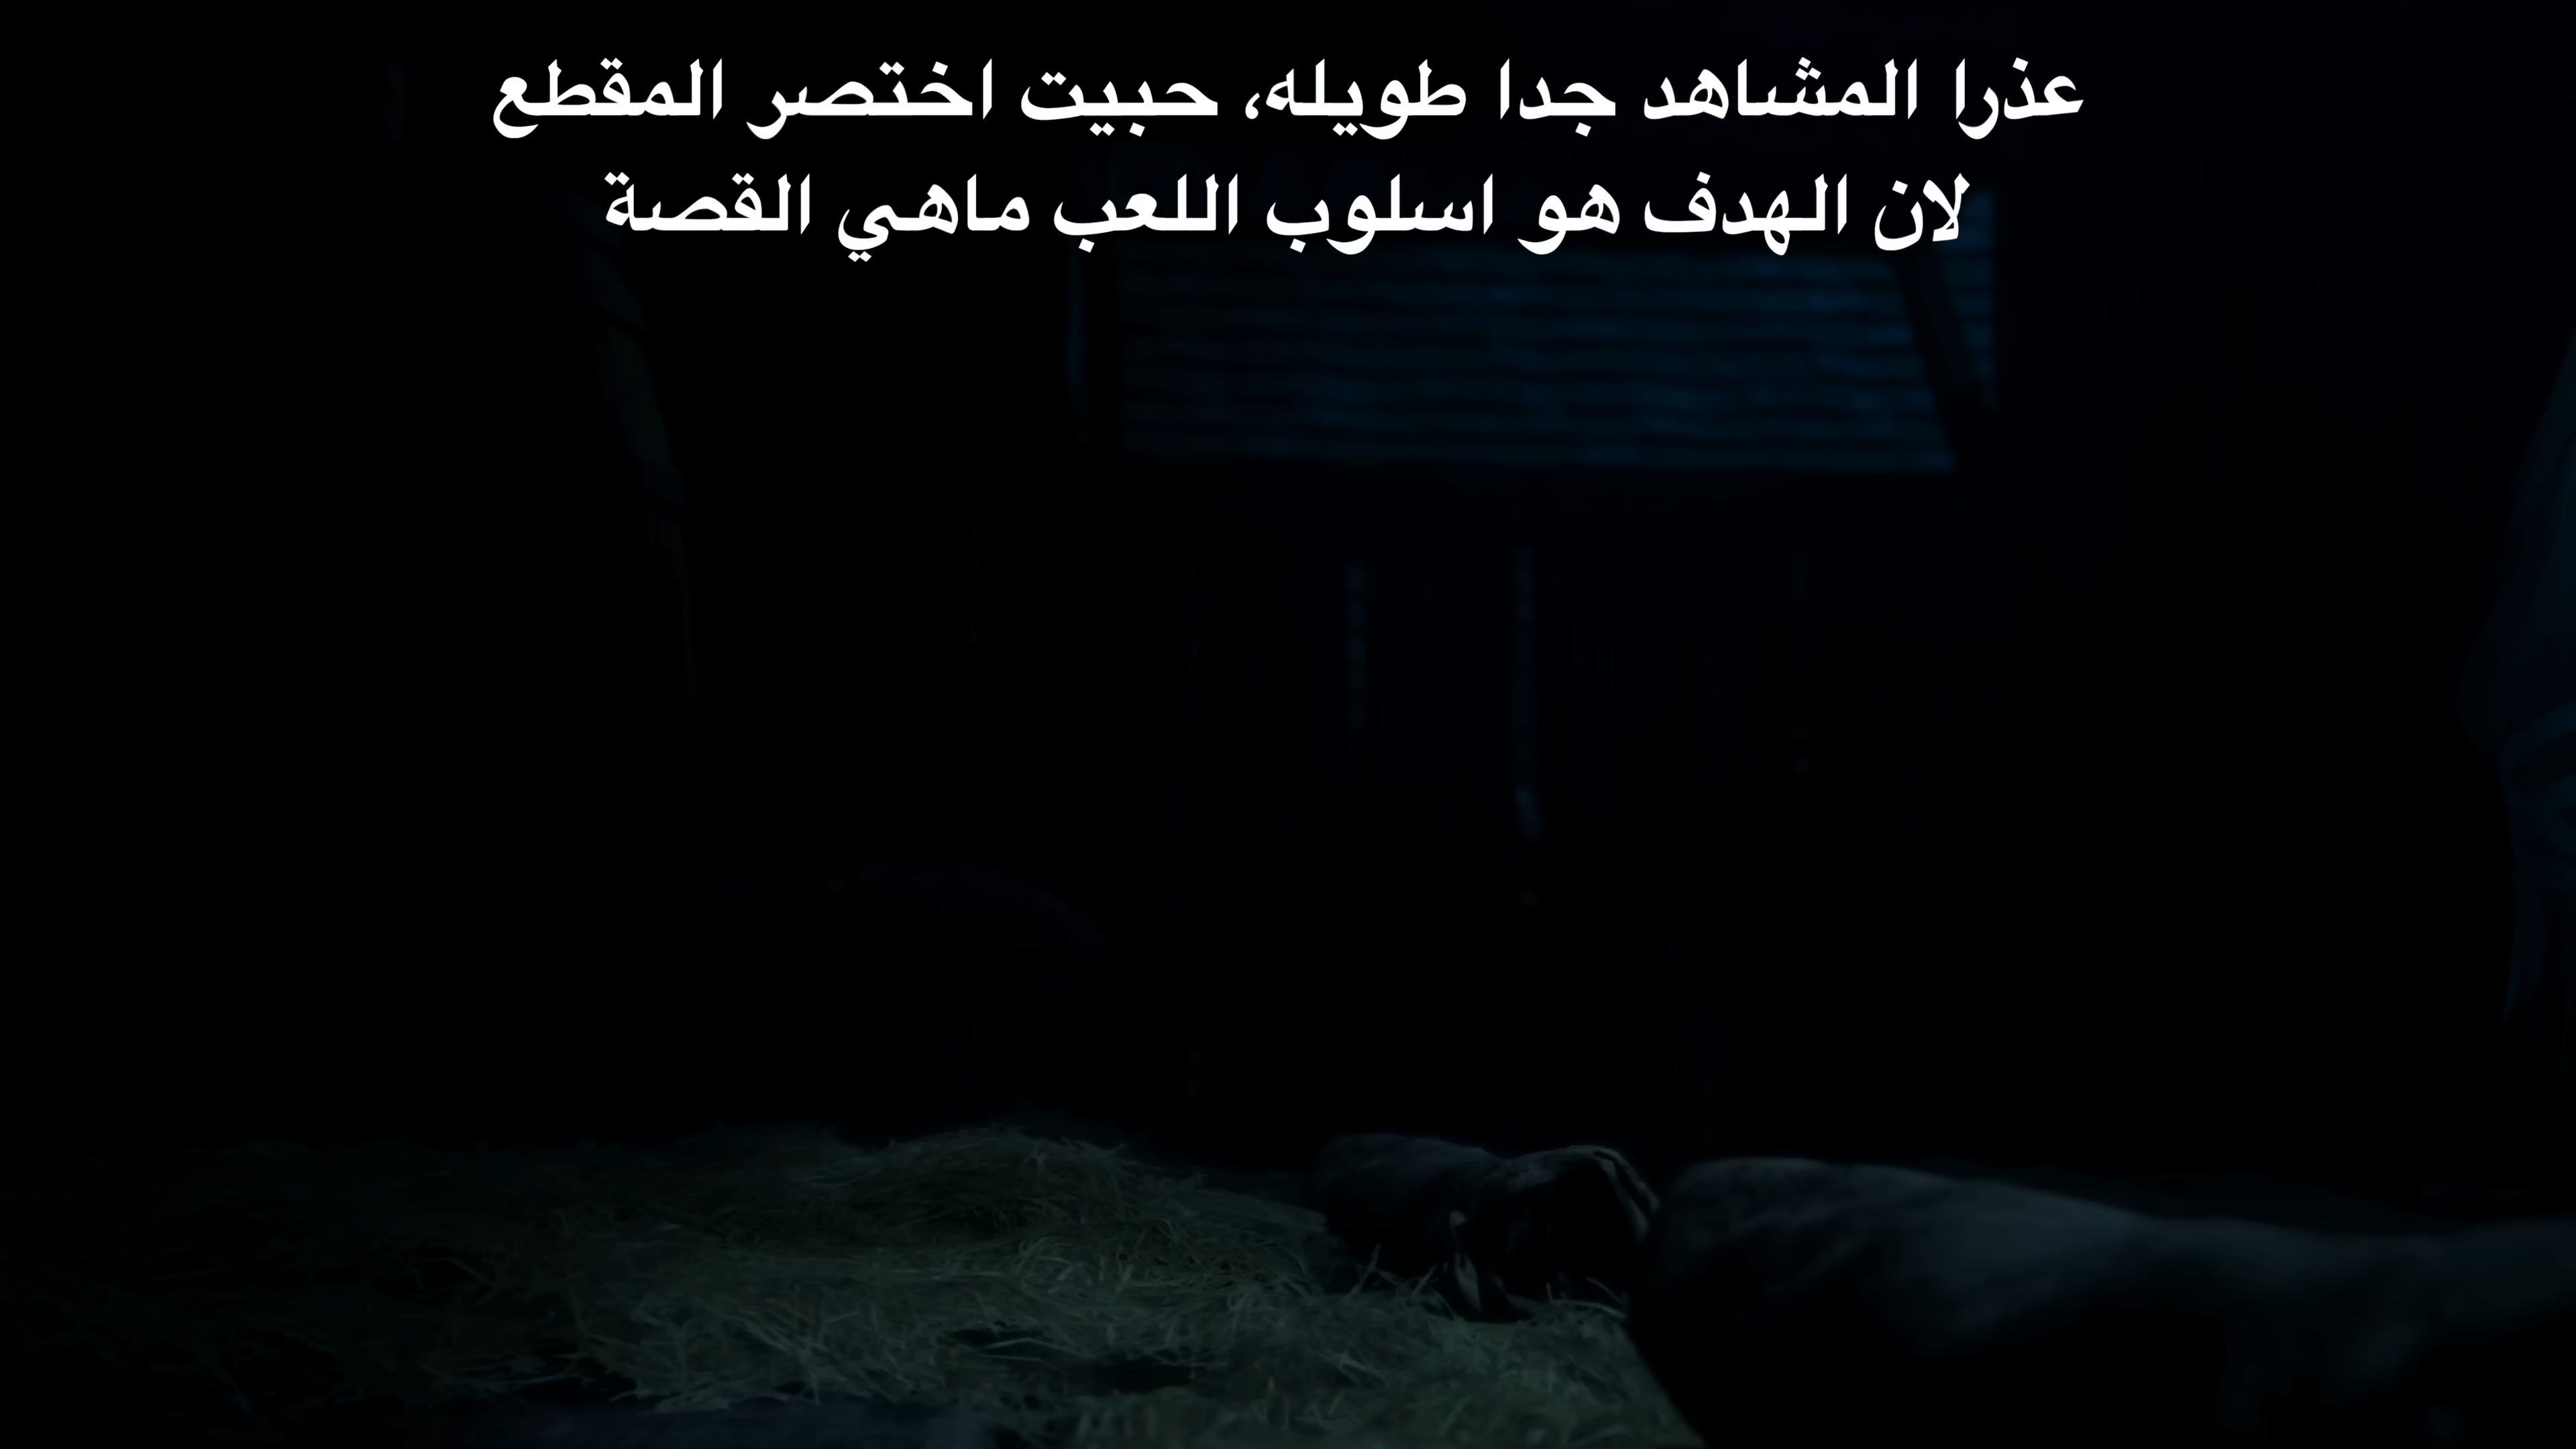 عذرا المشاهد جدا طويله، حبيت اختصر المقطع
لان الهدف هو اسلوب اللعب ماهي القصة